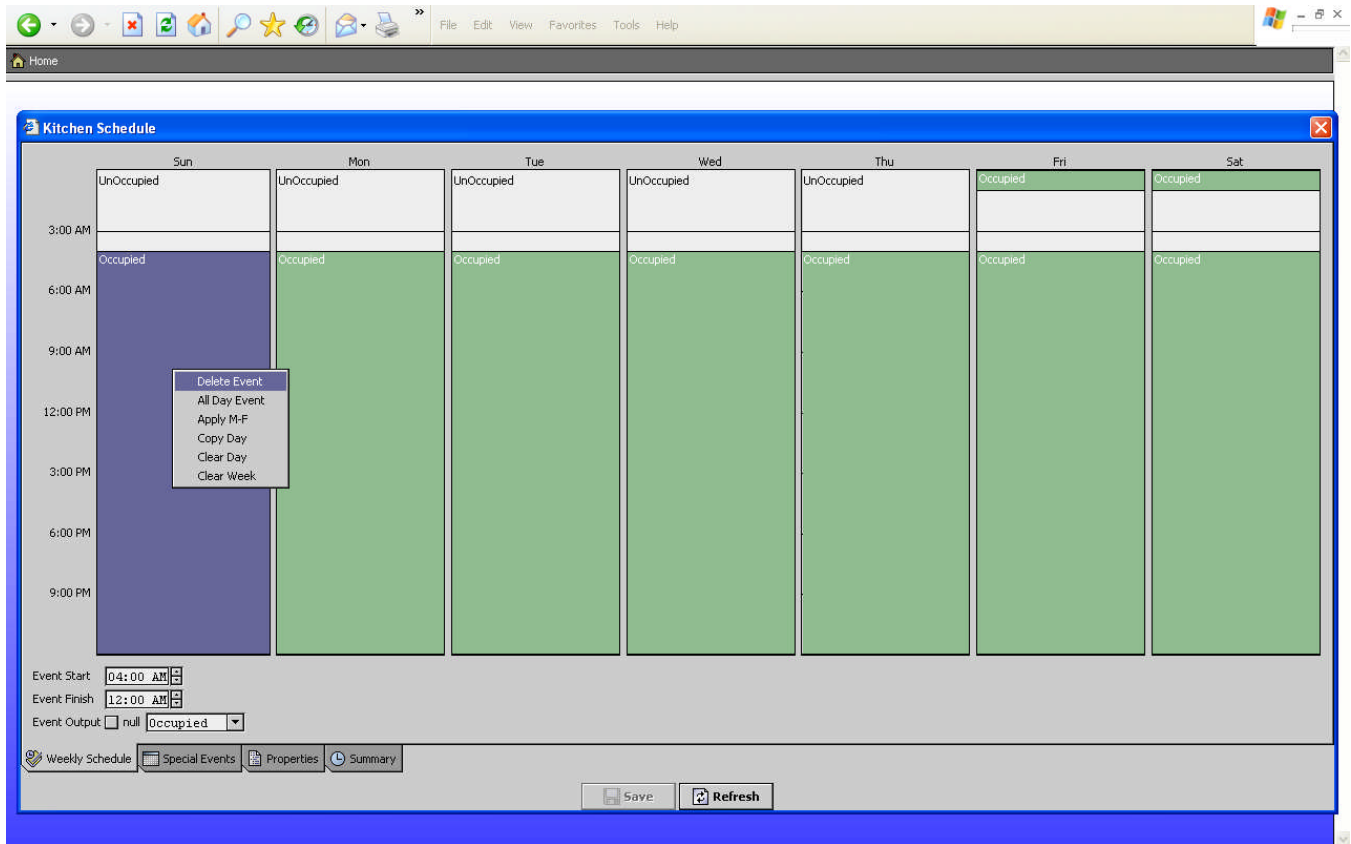 » File Edit View Favorites Tools Help
Home
Kitchen Schedule
Sun Mon Tue Wed Thu Fri Sat
UnOccupied UnOccupied UnOccupied UnOccupied UnOccupied Occupied Occupied
3:00 AM
Occupied Occupied Occupied Occupied Occupied Occupied Occupied
6:00 AM
9:00 AM
Delete Event
All Day Event
12:00 PM
Apply M-F
Copy Day
Clear Day
3:00 PM
Clear Week
6:00 PM
9:00 PM
Event Start 04:00 AM
Event Finish 12:00 AM
Event Output null Occupied
Weekly Schedule Special Events Properties Summary
Save Refresh